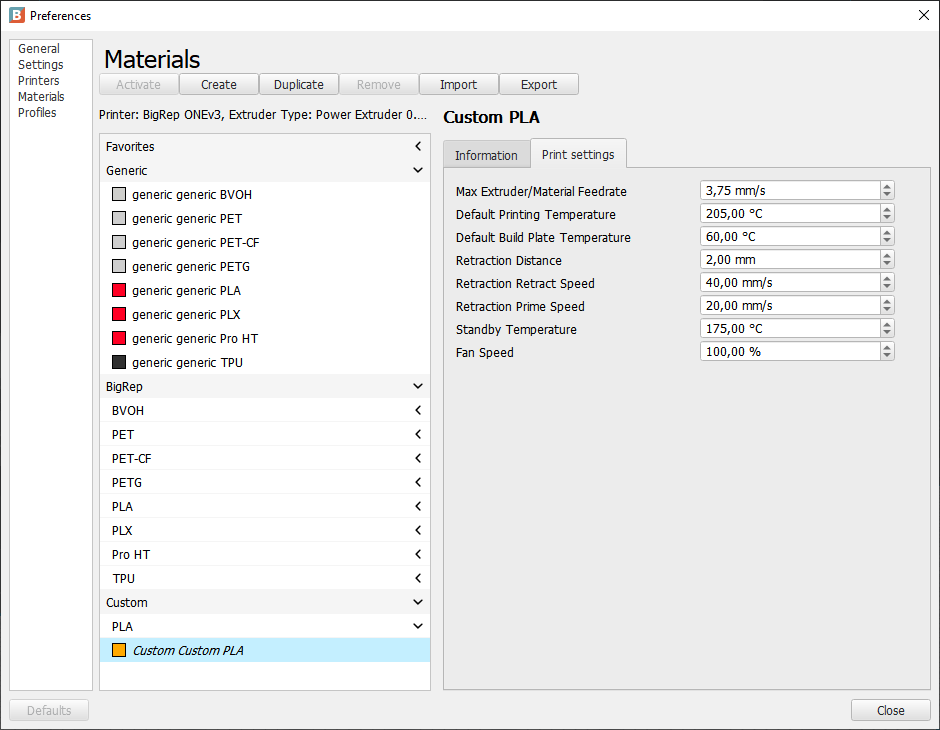 B Preferences
General
Settings
Printers
Materials
Profiles
Materials
Activate Create Duplicate Remove Import Export
Printer: BigRep ONEv3, Extruder Type: Power Extruder 0....
Favorites
Generic
generic generic BVOH
generic generic PET
generic generic PET-CF
generic generic PETG
generic generic PLA
generic generic PLX
generic generic Pro HT
generic generic TPU
BigRep
BVOH
PET
PET-CF
PETG
PLA
PLX
Pro HT
TPU
Custom
PLA
Custom Custom PLA
Custom PLA
Information Print settings
Max Extruder/Material Feedrate 3,75 mm/s
Default Printing Temperature 205,00 °C
Default Build Plate Temperature 60,00 °C
Retraction Distance 2,00 mm
Retraction Retract Speed 40,00 mm/s
Retraction Prime Speed 20,00 mm/s
Standby Temperature 175,00 °C
Fan Speed 100,00 %
Defaults Close